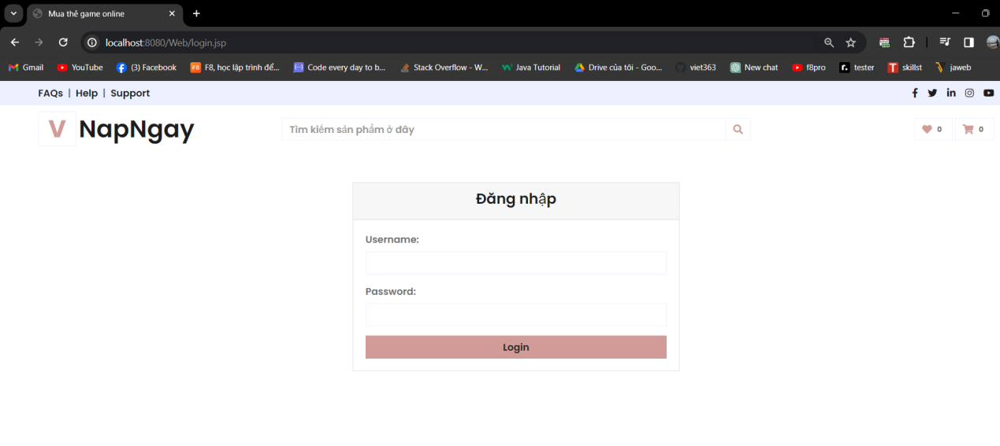 Mua thẻ game online
localhost:8080/Web/login.jsp
Gmail YouTube (3) Facebook F8, học lập trình để... Code every day to b... Stack Overflow - W... Java Tutorial Drive của tôi - Goo... viet363 New chat f8pro tester skillst jaweb
FAQs | Help | Support
V NapNgay
Tìm kiếm sản phẩm ở đây
0 0
Đăng nhập
Username:
Password:
Login